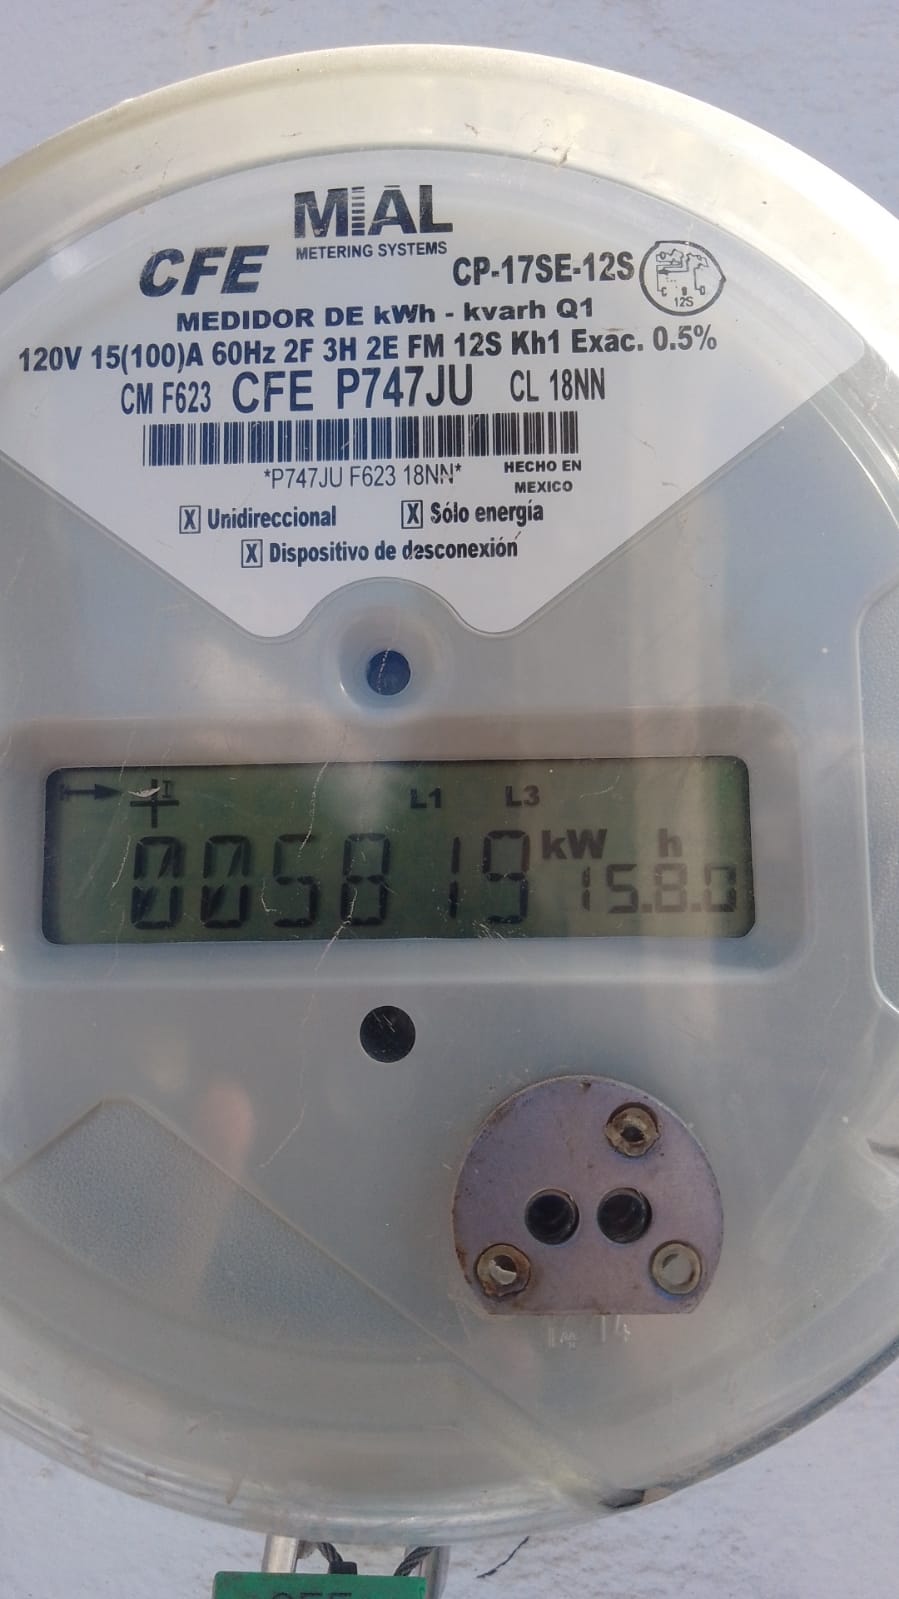 MIAL
METERING SYSTEMS
CFE
CP-17SE-12S
12S
MEDIDOR DE kWh - kvarh Q1
120V 15(100)A 60Hz 2F 3H 2E FM 12S Kh1 Exac. 0.5%
CM F623 CFE P747JU CL 18NN
*P747JU F623 18NN*
HECHO EN
MEXICO
X Unidireccional X Sólo energía
X Dispositivo de desconexión
L1 L3
005819 kW h 15.8.0